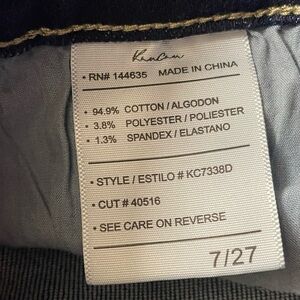 KanCan
• RN# 144635 MADE IN CHINA
• 94.9% COTTON / ALGODON
• 3.8% POLYESTER / POLIESTER
• 1.3% SPANDEX / ELASTANO
• STYLE / ESTILO # KC7338D
• CUT # 40516
• SEE CARE ON REVERSE
7/27